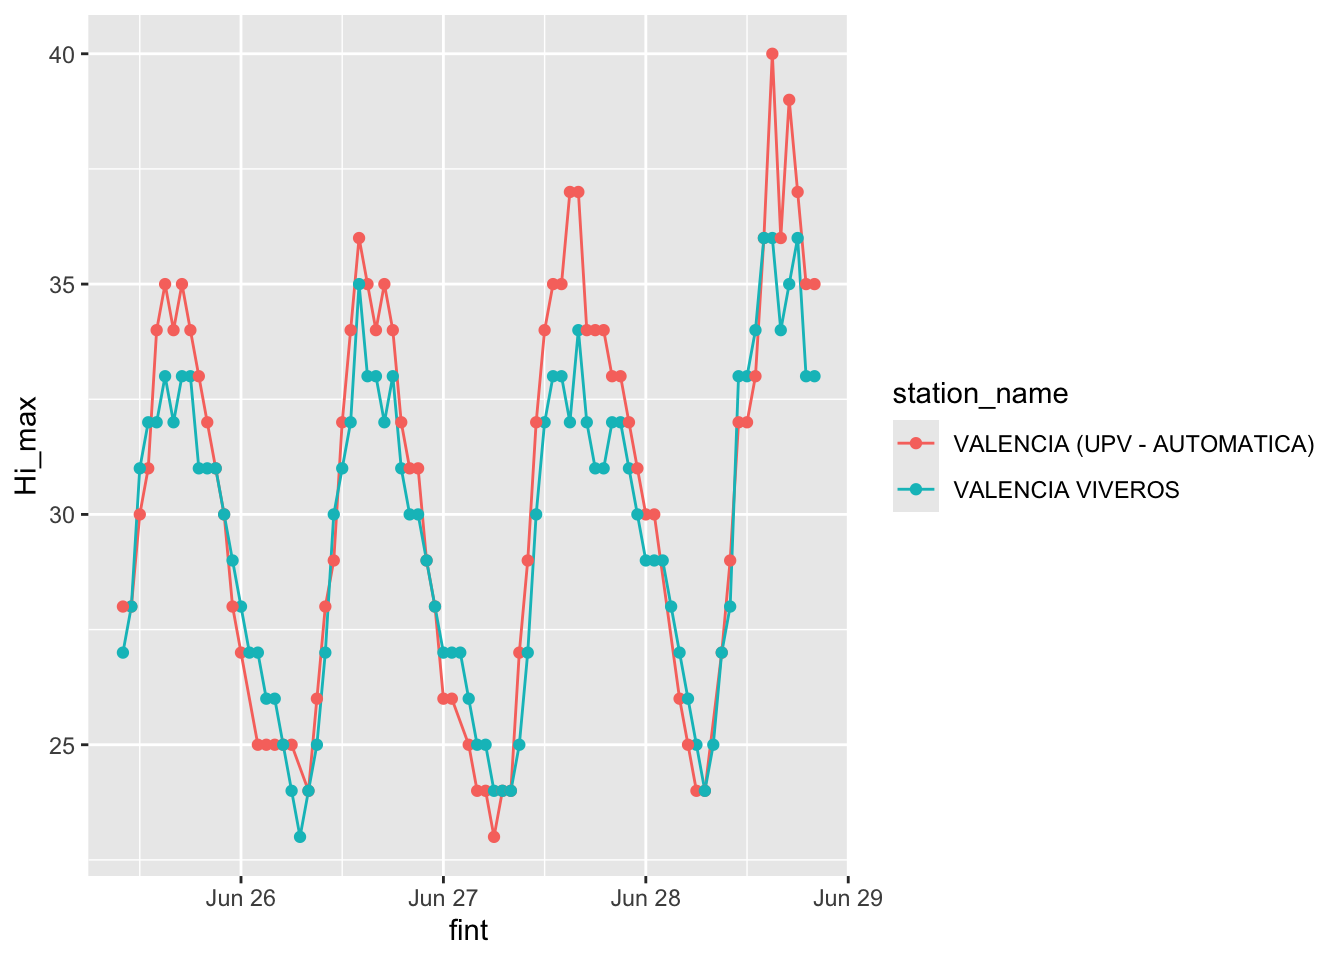 40
35
30
25
Hi_max
Jun 26
Jun 27
Jun 28
Jun 29
fint
station_name
VALENCIA (UPV - AUTOMATICA)
VALENCIA VIVEROS